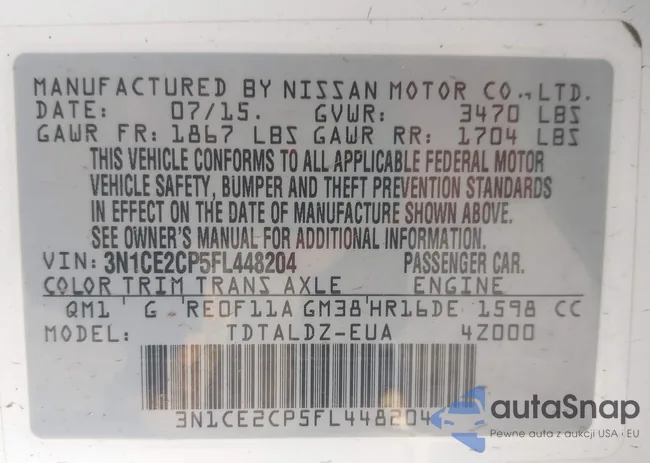 MANUFACTURED BY NISSAN MOTOR CO., LTD.
DATE: 07/15. GVWR: 3470 LBS
GAWR FR: 1867 LBS GAWR RR: 1704 LBS
THIS VEHICLE CONFORMS TO ALL APPLICABLE FEDERAL MOTOR
VEHICLE SAFETY, BUMPER AND THEFT PREVENTION STANDARDS
IN EFFECT ON THE DATE OF MANUFACTURE SHOWN ABOVE.
SEE OWNER'S MANUAL FOR ADDITIONAL INFORMATION.
VIN: 3N1CE2CP5FL448204 PASSENGER CAR.
COLOR TRIM TRANS AXLE ENGINE
QM1 G RE0F11A GM38 HR16DE 1598 CC
MODEL: TDTALDZ-EUA 4Z000
3N1CE2CP5FL448204
autaSnap
Pewne auta z aukcji USA i EU